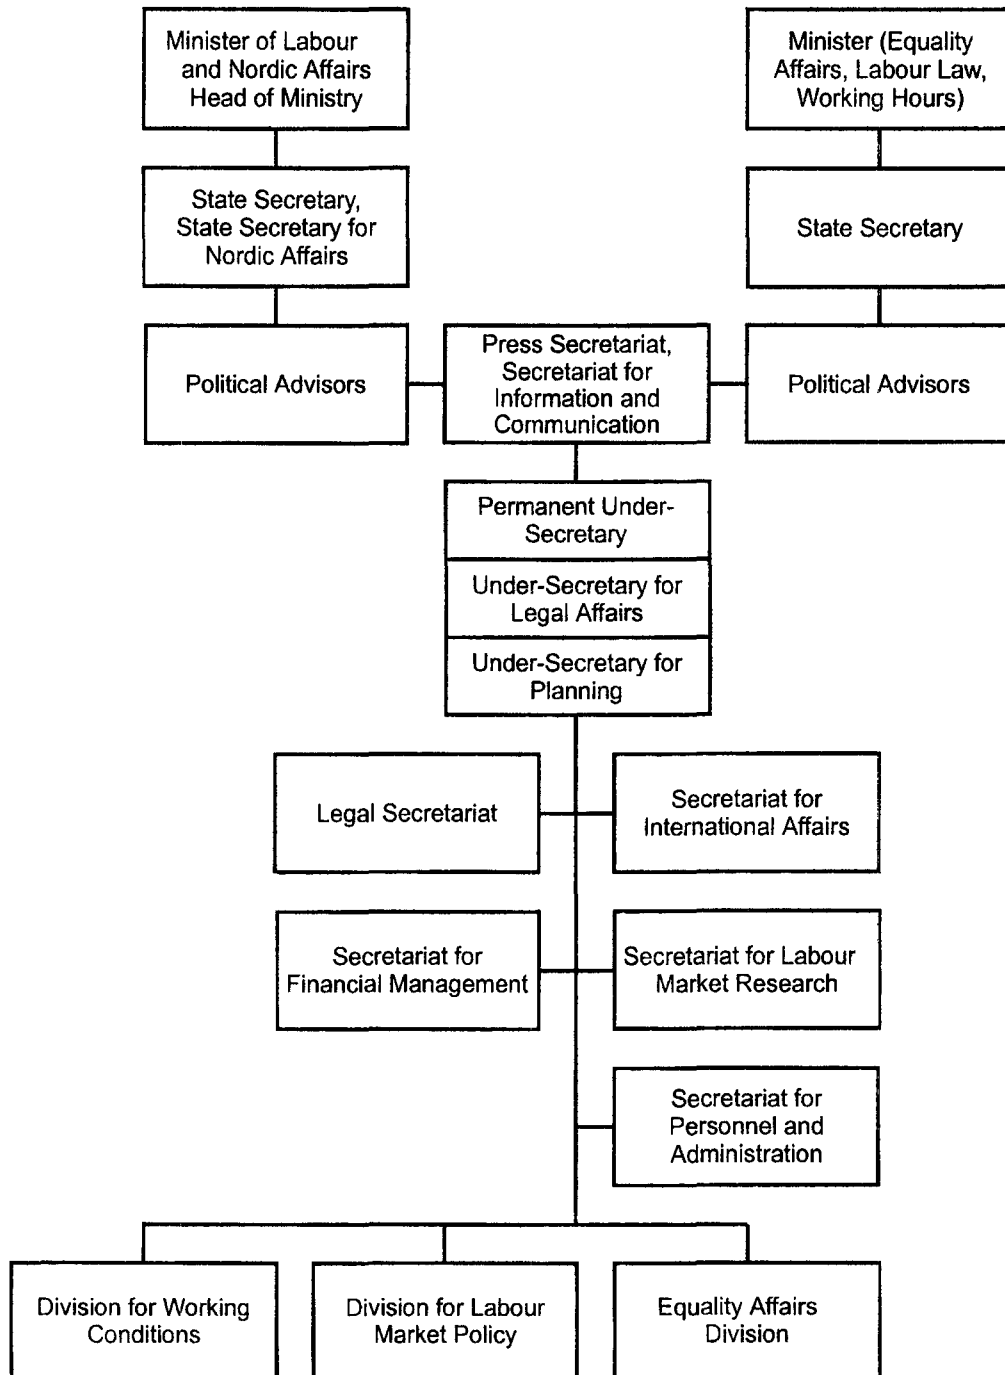 Minister of Labour
and Nordic Affairs
Head of Ministry
Minister (Equality
Affairs, Labour Law,
Working Hours)
State Secretary,
State Secretary for
Nordic Affairs
State Secretary
Political Advisors
Press Secretariat,
Secretariat for
Information and
Communication
Political Advisors
Permanent Under-
Secretary
Under-Secretary for
Legal Affairs
Under-Secretary for
Planning
Legal Secretariat
Secretariat for
International Affairs
Secretariat for
Financial Management
Secretariat for Labour
Market Research
Secretariat for
Personnel and
Administration
Division for Working
Conditions
Division for Labour
Market Policy
Equality Affairs
Division